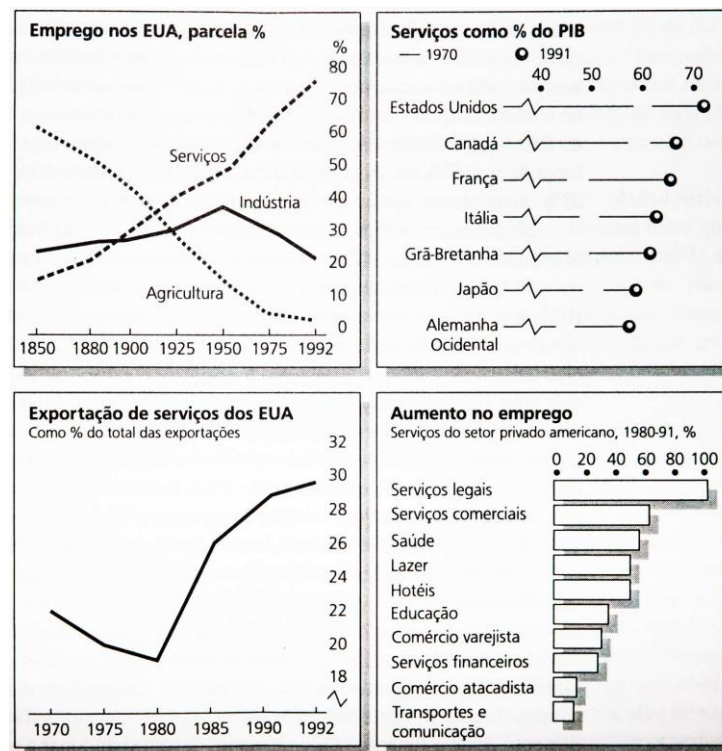 Emprego nos EUA, parcela %
%
80
70
60
50
40
30
20
10
0
Serviços
Indústria
Agricultura
1850 1880 1900 1925 1950 1975 1992
Serviços como % do PIB
1970 1991
40 50 60 70
Estados Unidos
Canadá
França
Itália
Grã-Bretanha
Japão
Alemanha
Ocidental
40 50 60 70
Exportação de serviços dos EUA
Como % do total das exportações
32
30
28
26
24
22
20
18
1970 1975 1980 1985 1990 1992
Aumento no emprego
Serviços do setor privado americano, 1980-91, %
0 20 40 60 80 100
Serviços legais
Serviços comerciais
Saúde
Lazer
Hotéis
Educação
Comércio varejista
Serviços financeiros
Comércio atacadista
Transportes e
comunicação